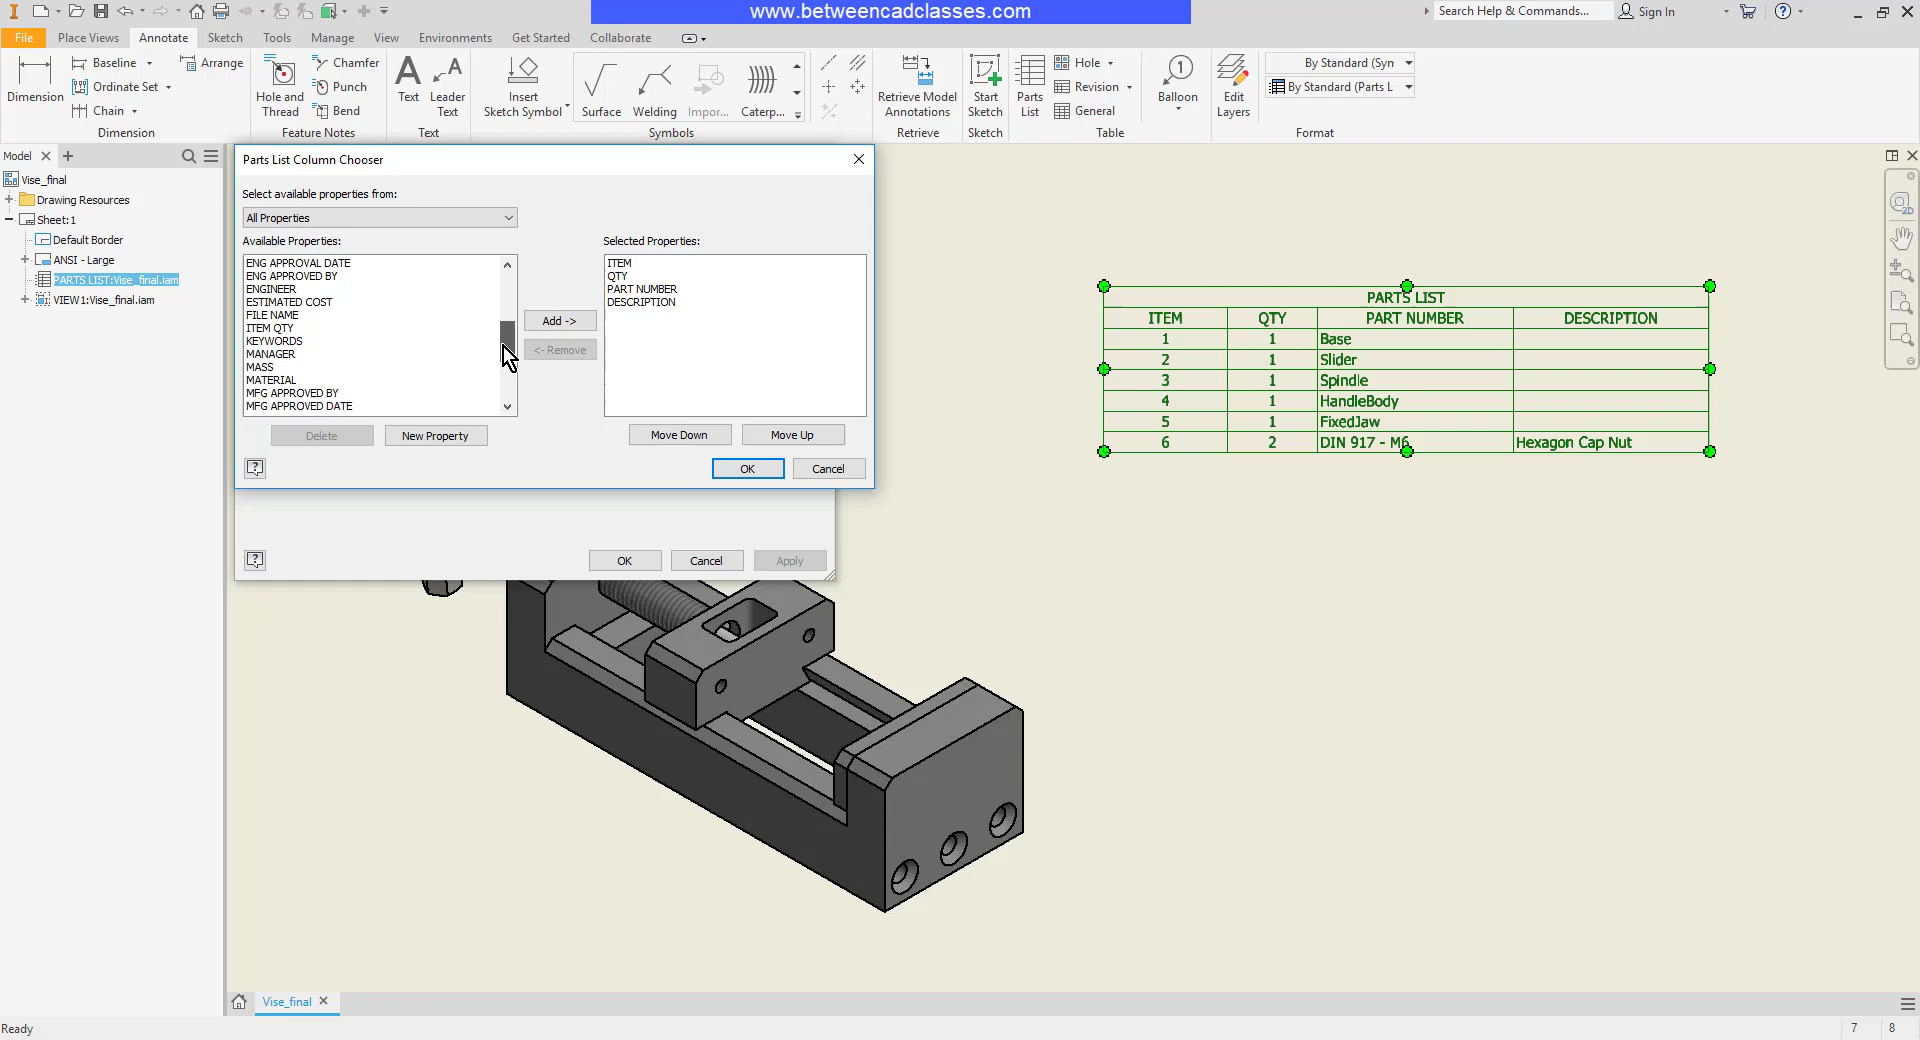 www.betweencadclasses.com
Search Help & Commands...
Sign In
File
Place Views
Annotate
Sketch
Tools
Manage
View
Environments
Get Started
Collaborate
Dimension
Baseline
Ordinate Set
Chain
Arrange
Dimension
Hole and
Thread
Chamfer
Punch
Bend
Feature Notes
Text
Leader
Text
Text
Insert
Sketch Symbol
Surface
Welding
Impor...
Caterp...
Symbols
Retrieve Model
Annotations
Retrieve
Start
Sketch
Sketch
Parts
List
Hole
Revision
General
Table
1
Balloon
Edit
Layers
By Standard (Syn
By Standard (Parts L
Format
Model
Vise_final
Drawing Resources
Sheet:1
Default Border
ANSI - Large
PARTS LIST:Vise_final.iam
VIEW1:Vise_final.iam
Parts List Column Chooser
Select available properties from:
All Properties
Available Properties:
ENG APPROVAL DATE
ENG APPROVED BY
ENGINEER
ESTIMATED COST
FILE NAME
ITEM QTY
KEYWORDS
MANAGER
MASS
MATERIAL
MFG APPROVED BY
MFG APPROVED DATE
Add ->
<- Remove
Selected Properties:
ITEM
QTY
PART NUMBER
DESCRIPTION
Delete
New Property
Move Down
Move Up
?
OK
Cancel
?
OK
Cancel
Apply
PARTS LIST
ITEM QTY PART NUMBER DESCRIPTION
1 1 Base
2 1 Slider
3 1 Spindle
4 1 HandleBody
5 1 FixedJaw
6 2 DIN 917 - M6 Hexagon Cap Nut
2D
Vise_final
Ready
7
8